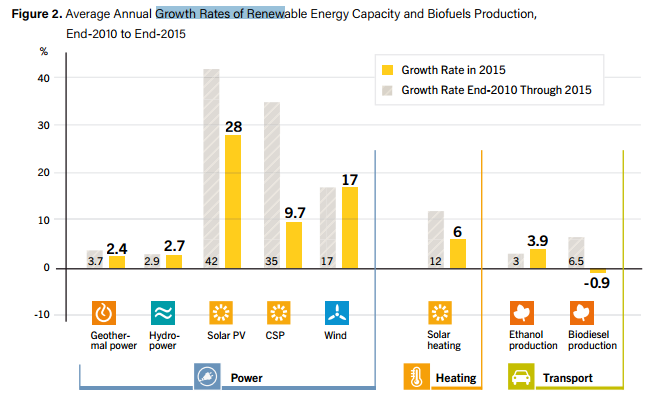 Figure 2. Average Annual Growth Rates of Renewable Energy Capacity and Biofuels Production,
End-2010 to End-2015
%
40
30
20
10
0
-10
Growth Rate in 2015
Growth Rate End-2010 Through 2015
3.7 2.4
2.9 2.7
42 28
35 9.7
17 17
12 6
3 3.9
6.5 -0.9
Geother-
mal power
Hydro-
power
Solar PV
CSP
Wind
Solar
heating
Ethanol
production
Biodiesel
production
Power
Heating
Transport